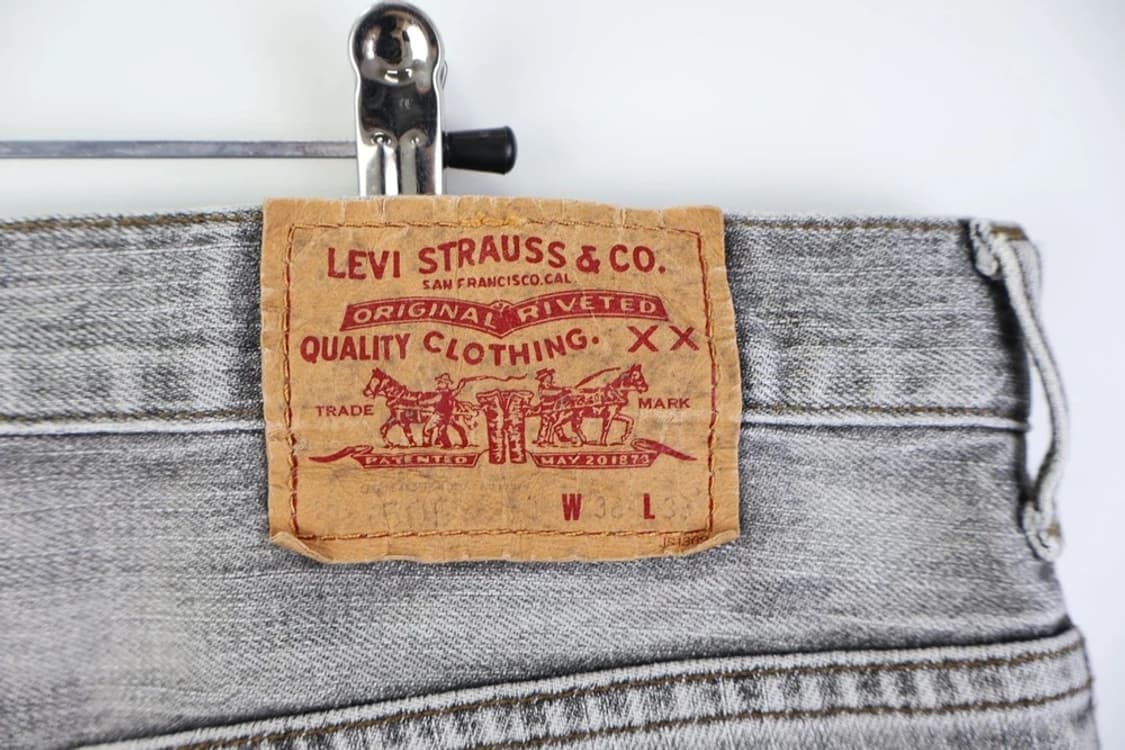 LEVI STRAUSS & CO.
SAN FRANCISCO.CAL
ORIGINAL RIVETED
QUALITY CLOTHING. XX
TRADE MARK
PATENTED MAY 20 1873
W L